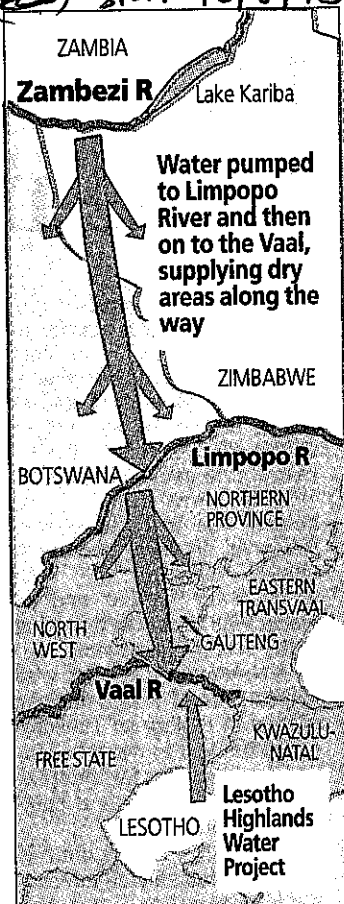 ZAMBIA
Zambezi R
Lake Kariba
Water pumped
to Limpopo
River and then
on to the Vaal,
supplying dry
areas along the
way
ZIMBABWE
BOTSWANA
Limpopo R
NORTHERN
PROVINCE
EASTERN
TRANSVAAL
NORTH
WEST
GAUTENG
Vaal R
KWAZULU-
NATAL
FREE STATE
LESOTHO
Lesotho
Highlands
Water
Project